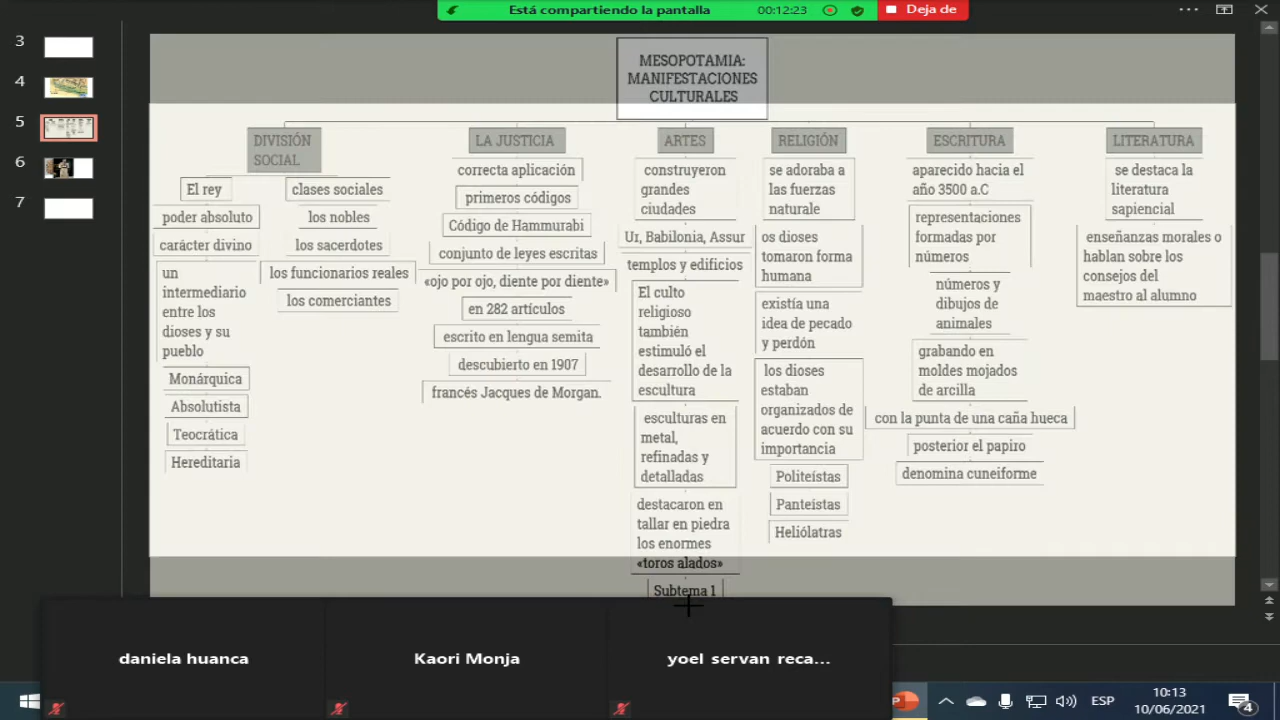 Está compartiendo la pantalla
00:12:23
Deja de
3
4
5
6
7
MESOPOTAMIA:
MANIFESTACIONES
CULTURALES
DIVISIÓN
SOCIAL
El rey
poder absoluto
carácter divino
un
intermediario
entre los
dioses y su
pueblo
Monárquica
Absolutista
Teocrática
Hereditaria
clases sociales
los nobles
los sacerdotes
los funcionarios reales
los comerciantes
LA JUSTICIA
correcta aplicación
primeros códigos
Código de Hammurabi
conjunto de leyes escritas
«ojo por ojo, diente por diente»
en 282 artículos
escrito en lengua semita
descubierto en 1907
francés Jacques de Morgan.
ARTES
construyeron
grandes
ciudades
Ur, Babilonia, Assur
templos y edificios
El culto
religioso
también
estimuló el
desarrollo de la
escultura
esculturas en
metal,
refinadas y
detalladas
destacaron en
tallar en piedra
los enormes
«toros alados»
Subtema 1
RELIGIÓN
se adoraba a
las fuerzas
naturale
os dioses
tomaron forma
humana
existía una
idea de pecado
y perdón
los dioses
estaban
organizados de
acuerdo con su
importancia
Politeístas
Panteístas
Heliólatras
ESCRITURA
aparecido hacia el
año 3500 a.C
representaciones
formadas por
números
números y
dibujos de
animales
grabando en
moldes mojados
de arcilla
con la punta de una caña hueca
posterior el papiro
denomina cuneiforme
LITERATURA
se destaca la
literatura
sapiencial
enseñanzas morales o
hablan sobre los
consejos del
maestro al alumno
daniela huanca
Kaori Monja
yoel servan reca...
ESP
10:13
10/06/2021
4